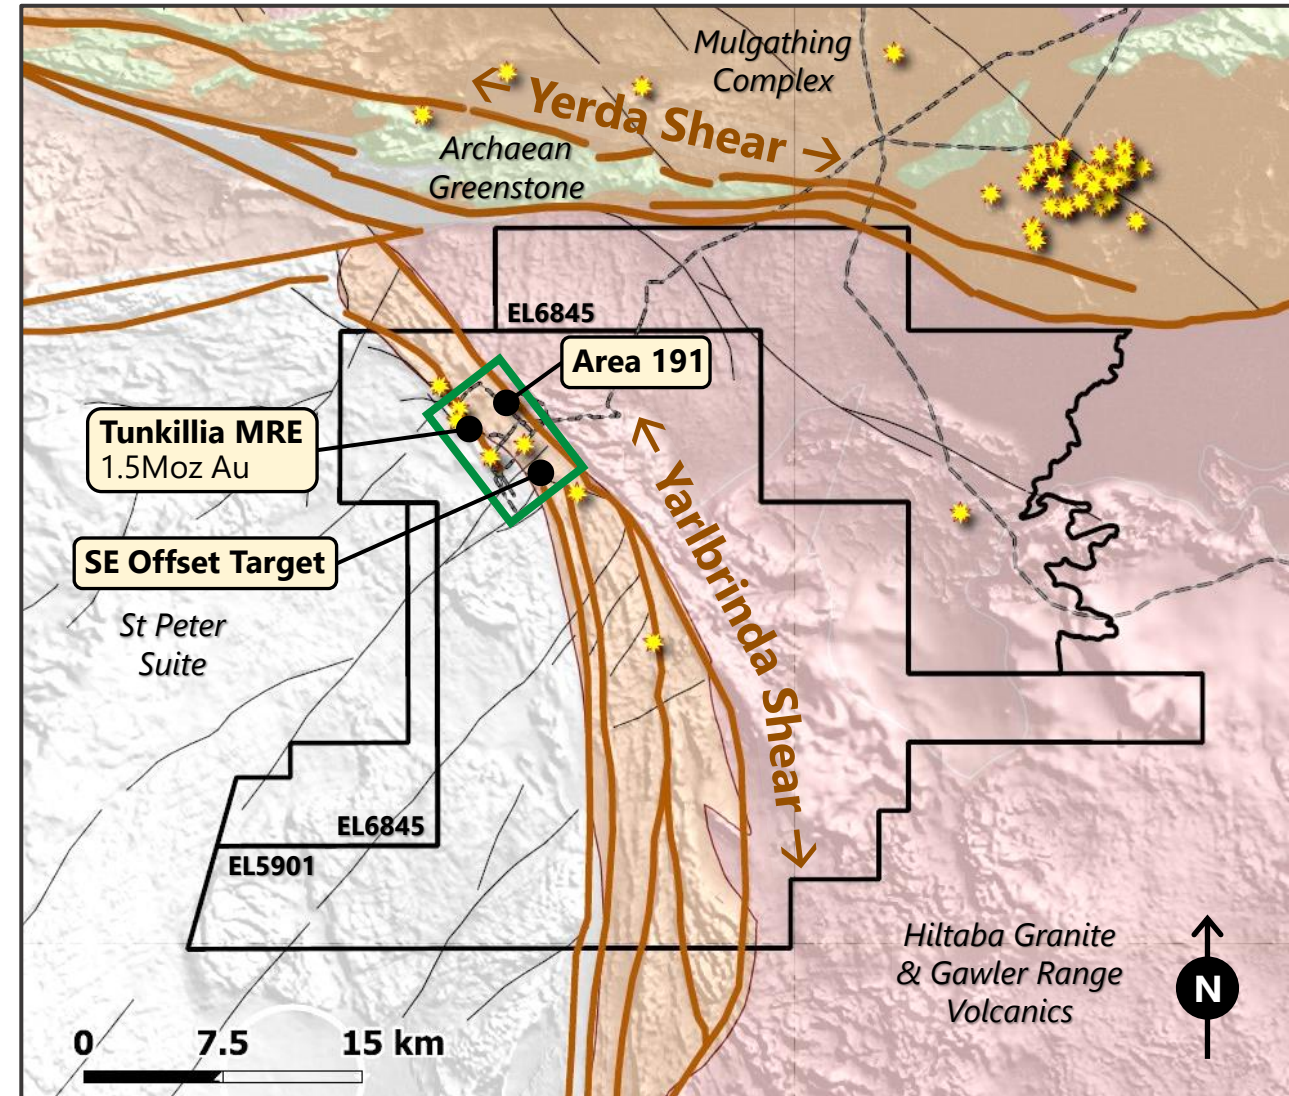 Mulgathing
Complex
← Yerda Shear →
Archaean
Greenstone
EL6845
Area 191
Tunkillia MRE
1.5Moz Au
SE Offset Target
← Yarlbrinda Shear →
St Peter
Suite
EL6845
EL5901
Hiltaba Granite
& Gawler Range
Volcanics
N
0 7.5 15 km